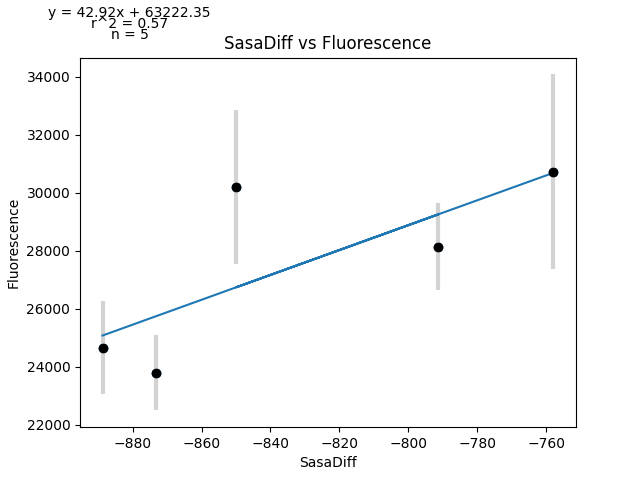 y = 42.92x + 63222.35
r^2 = 0.57
n = 5
SasaDiff vs Fluorescence
34000
32000
30000
28000
26000
24000
22000
Fluorescence
−880
−860
−840
−820
−800
−780
−760
SasaDiff